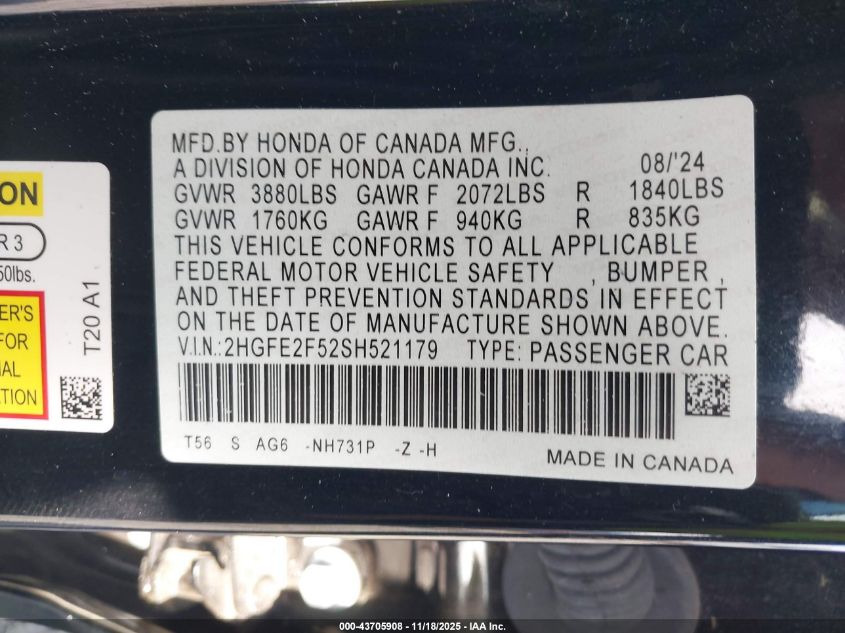 ON
R 3
50lbs.
ER'S
FOR
IAL
ATION
T20 A1
MFD.BY HONDA OF CANADA MFG.,
A DIVISION OF HONDA CANADA INC. 08/'24
GVWR 3880LBS GAWR F 2072LBS R 1840LBS
GVWR 1760KG GAWR F 940KG R 835KG
THIS VEHICLE CONFORMS TO ALL APPLICABLE
FEDERAL MOTOR VEHICLE SAFETY , BUMPER ,
AND THEFT PREVENTION STANDARDS IN EFFECT
ON THE DATE OF MANUFACTURE SHOWN ABOVE.
V.I.N.:2HGFE2F52SH521179 TYPE: PASSENGER CAR
T56 S AG6 -NH731P -Z -H
MADE IN CANADA
000-43705908 - 11/18/2025 - IAA Inc.